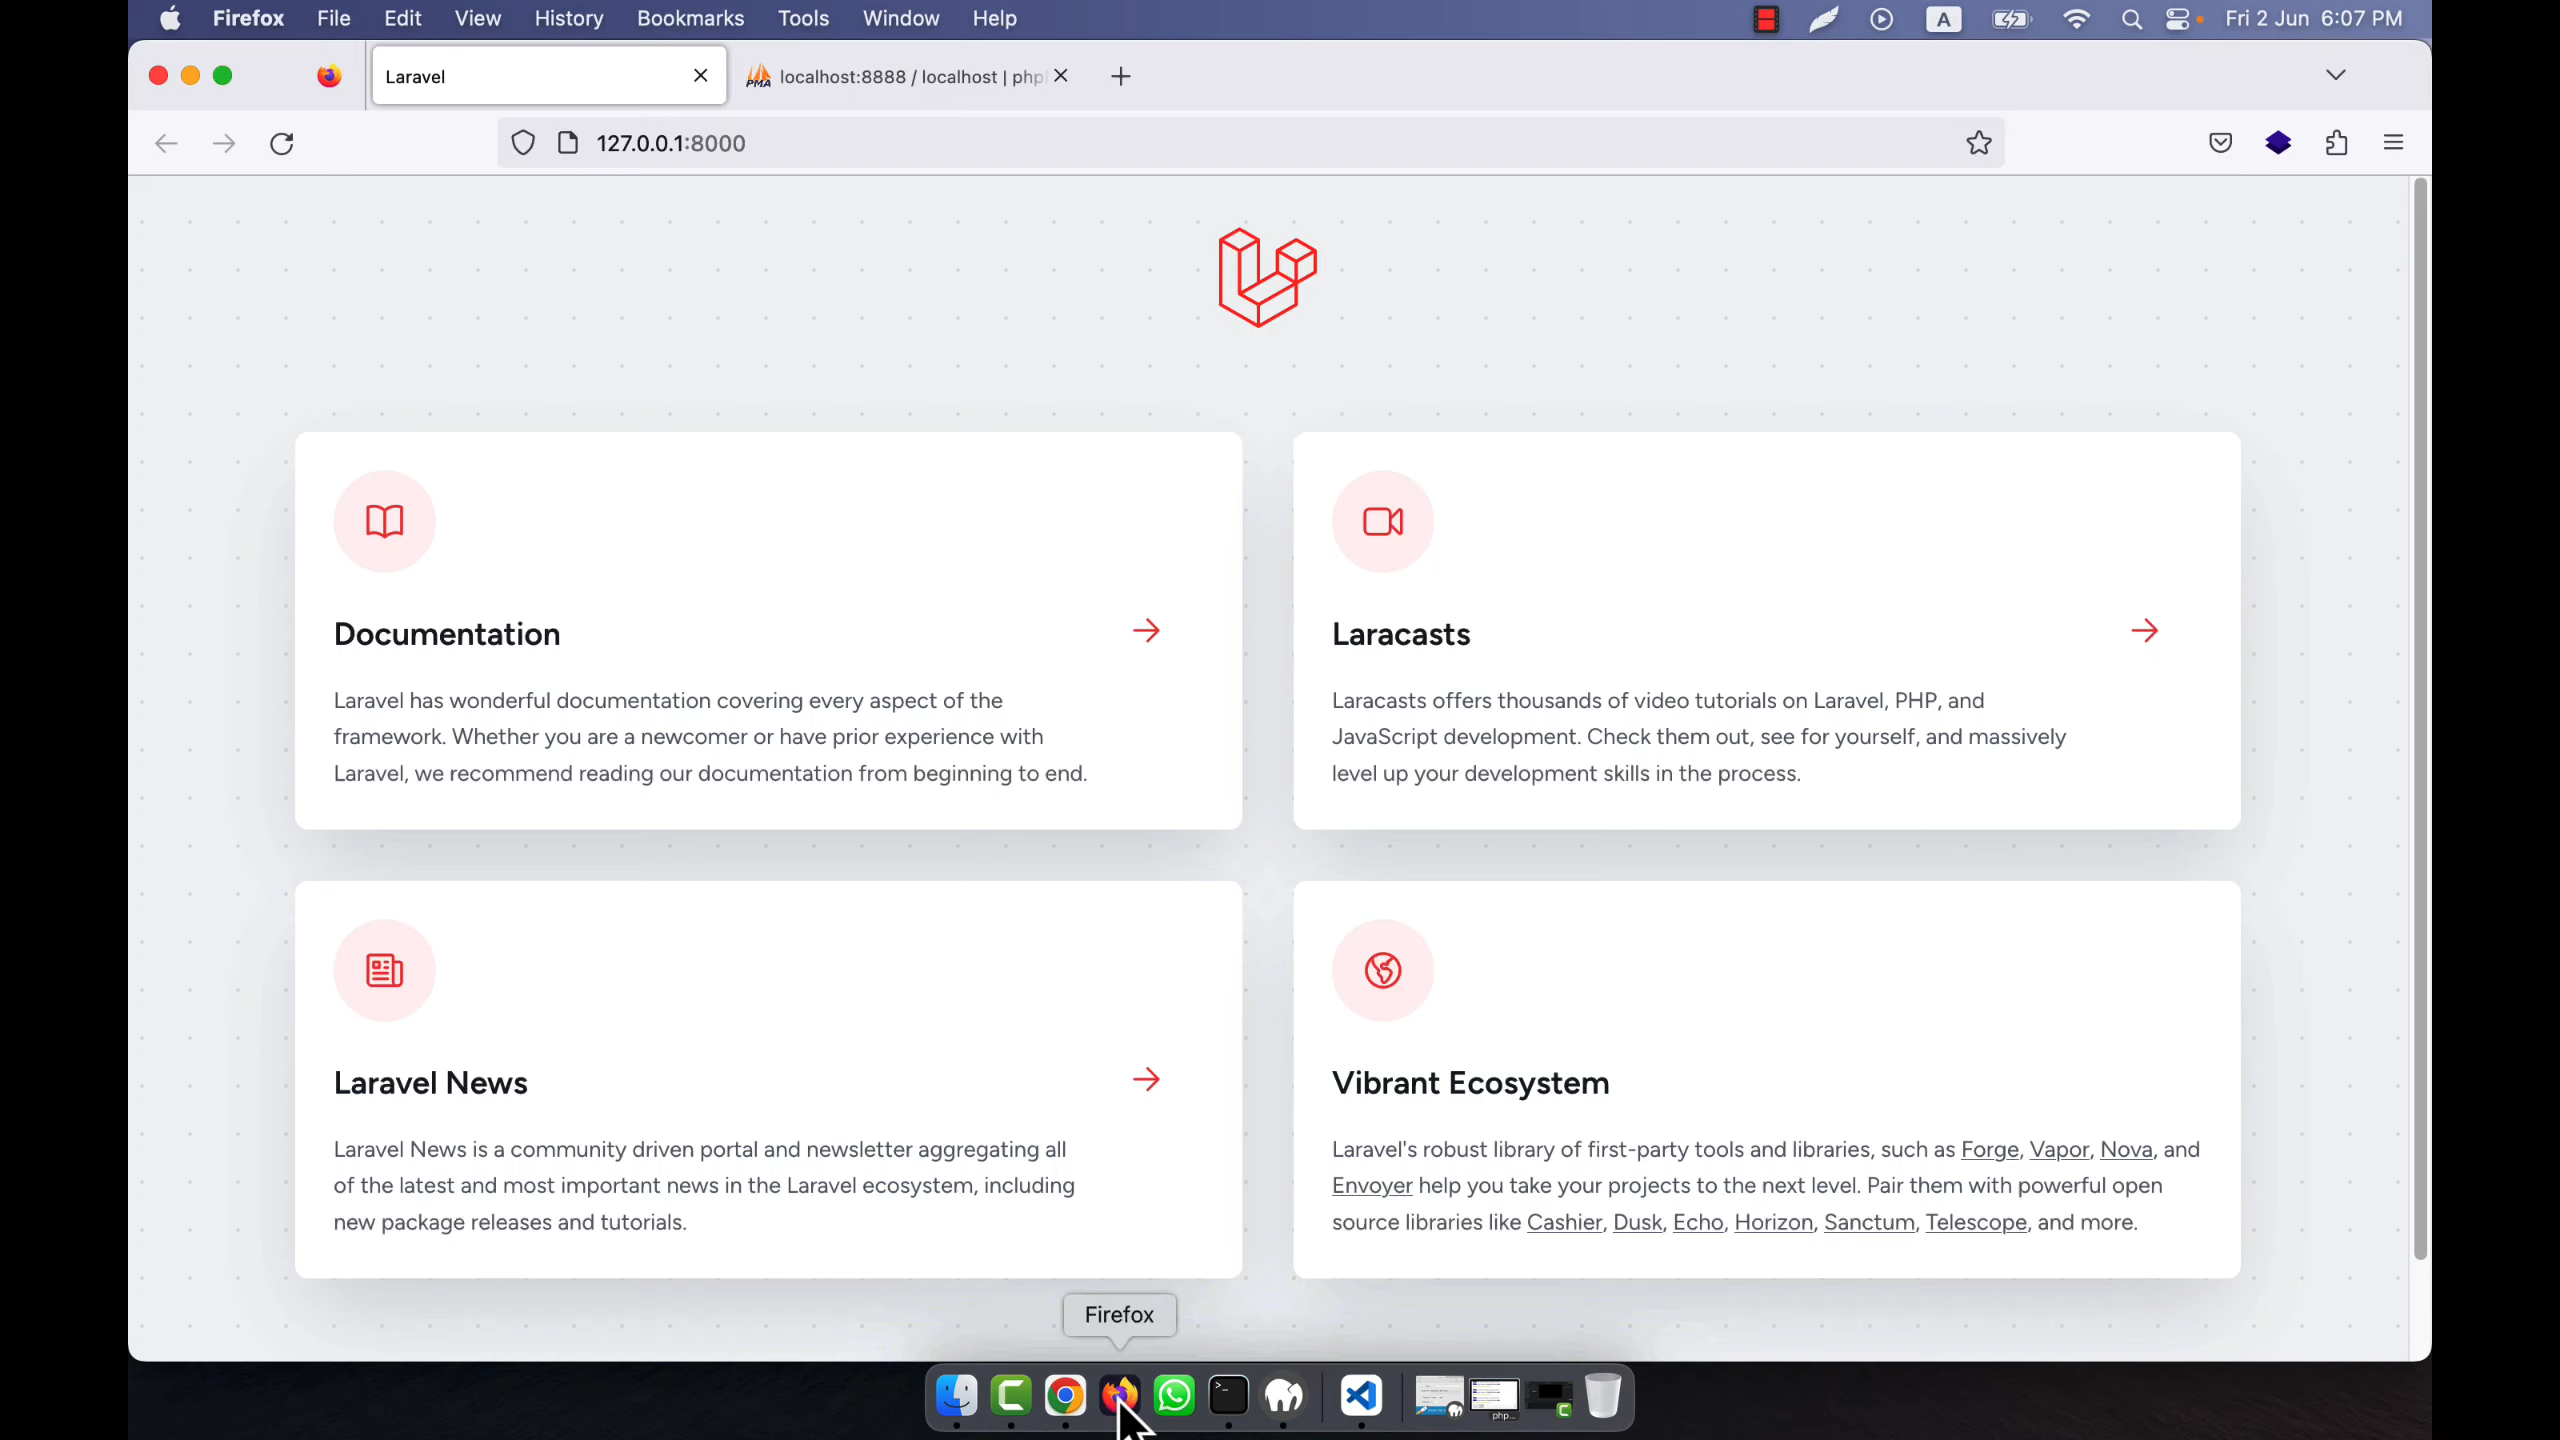 Firefox File Edit View History Bookmarks Tools Window Help
A
Fri 2 Jun 6:07 PM
Laravel
PMA
localhost:8888 / localhost | php
127.0.0.1:8000
Documentation
Laravel has wonderful documentation covering every aspect of the
framework. Whether you are a newcomer or have prior experience with
Laravel, we recommend reading our documentation from beginning to end.
Laracasts
Laracasts offers thousands of video tutorials on Laravel, PHP, and
JavaScript development. Check them out, see for yourself, and massively
level up your development skills in the process.
Laravel News
Laravel News is a community driven portal and newsletter aggregating all
of the latest and most important news in the Laravel ecosystem, including
new package releases and tutorials.
Vibrant Ecosystem
Laravel's robust library of first-party tools and libraries, such as Forge, Vapor, Nova, and
Envoyer help you take your projects to the next level. Pair them with powerful open
source libraries like Cashier, Dusk, Echo, Horizon, Sanctum, Telescope, and more.
Firefox
php...